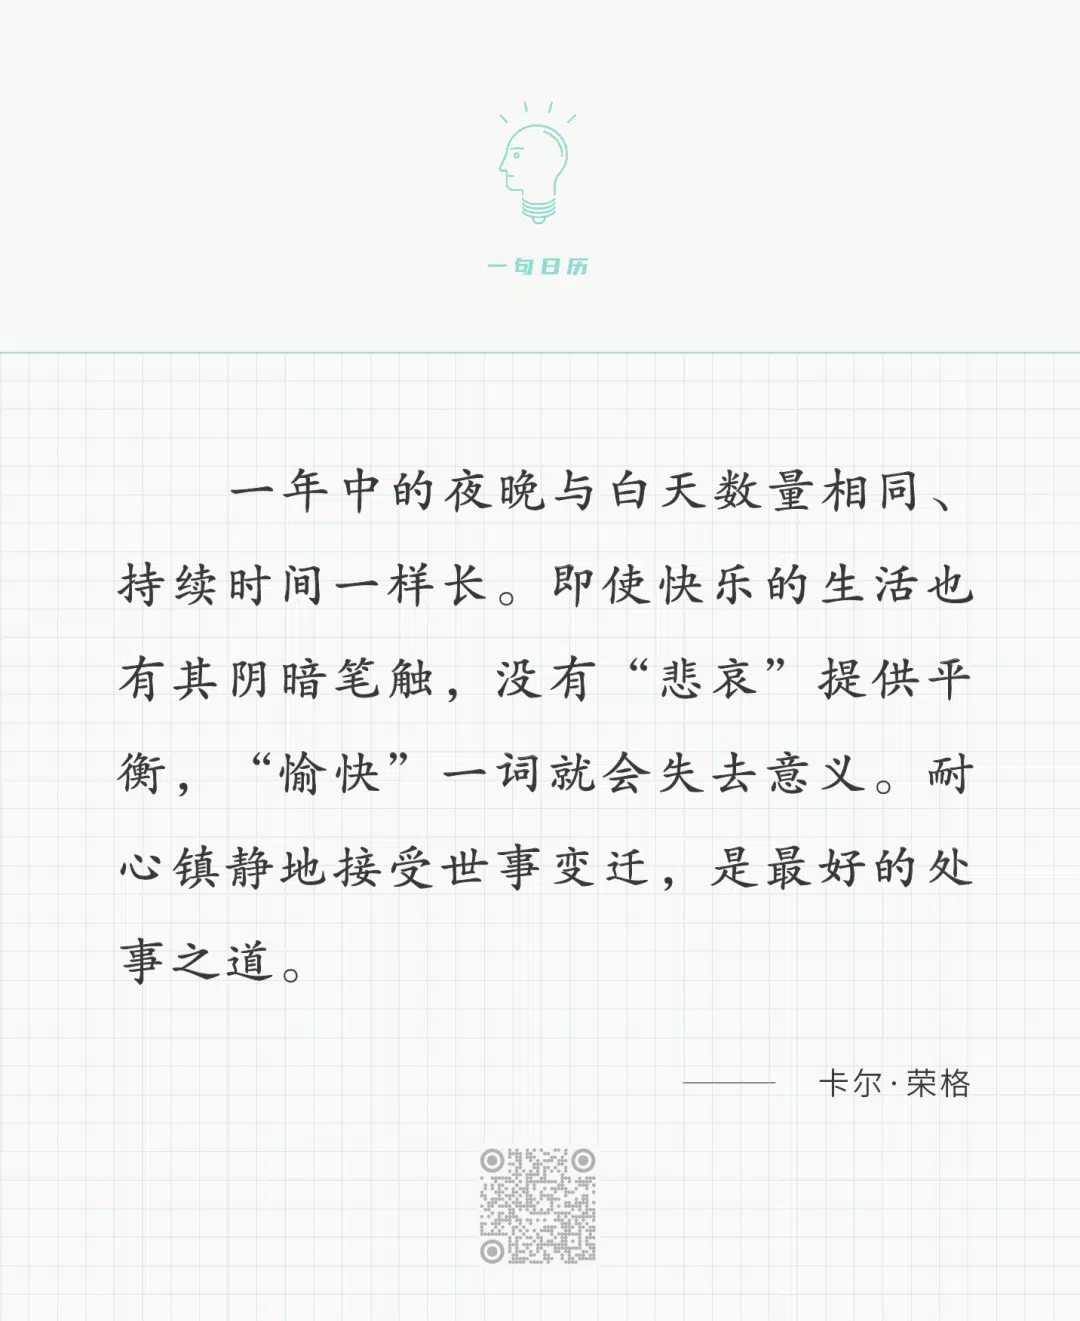 一句日历
一年中的夜晚与白天数量相同、
持续时间一样长。即使快乐的生活也
有其阴暗笔触，没有“悲哀”提供平
衡，“愉快”一词就会失去意义。耐
心镇静地接受世事变迁，是最好的处
事之道。
—— 卡尔·荣格